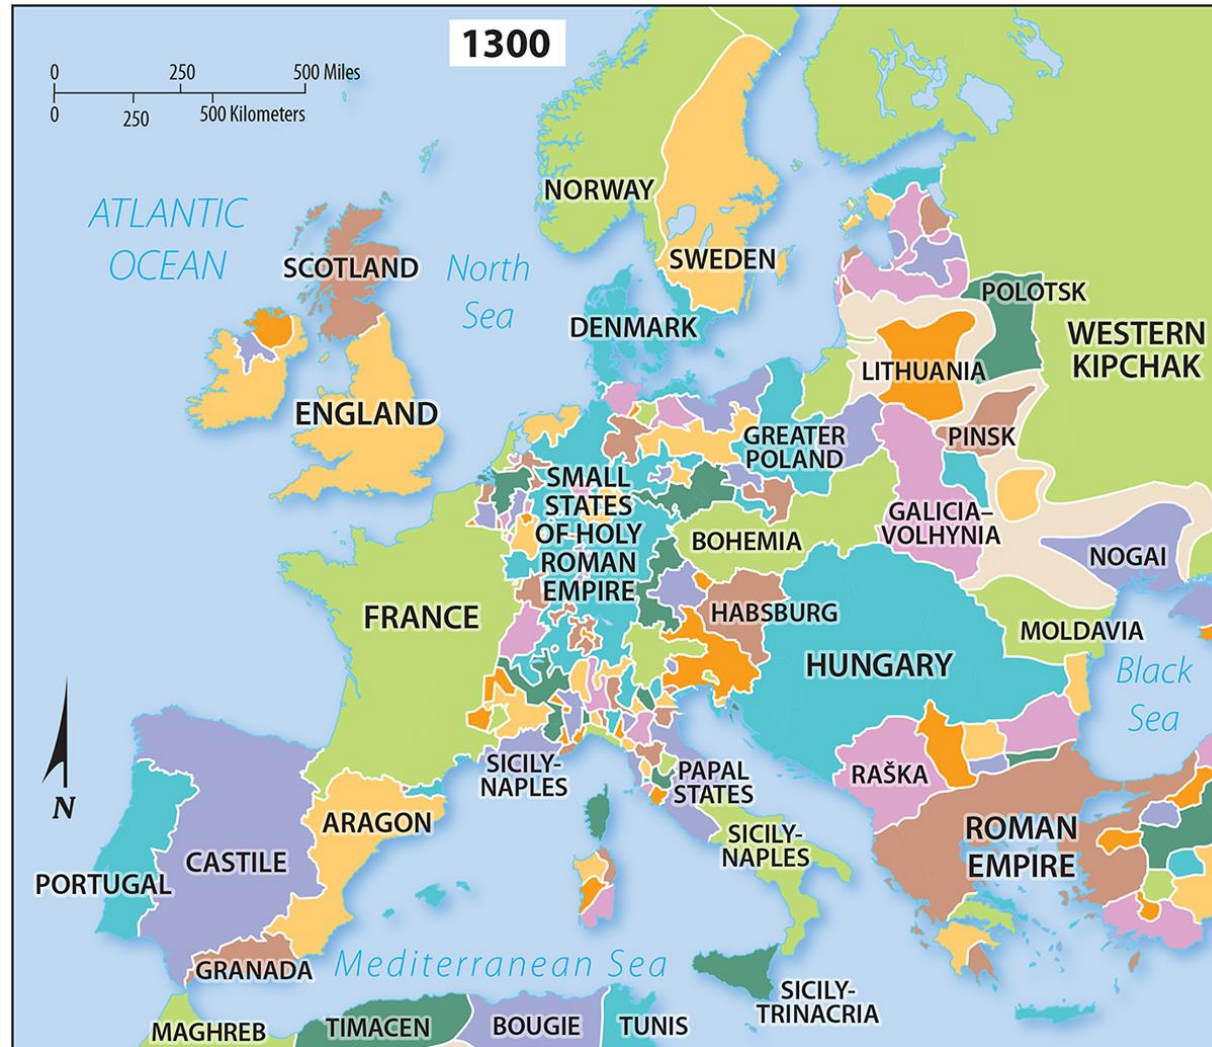 1300
0 250 500 Miles
0 250 500 Kilometers
ATLANTIC
OCEAN
NORWAY
SWEDEN
SCOTLAND
North
Sea
DENMARK
POLOTSK
WESTERN
KIPCHAK
LITHUANIA
ENGLAND
GREATER
POLAND
PINSK
SMALL
STATES
OF HOLY
ROMAN
EMPIRE
GALICIA–
VOLHYNIA
BOHEMIA
NOGAI
FRANCE
HABSBURG
MOLDAVIA
HUNGARY
Black
Sea
N
SICILY-
NAPLES
PAPAL
STATES
RAŠKA
ARAGON
SICILY-
NAPLES
ROMAN
EMPIRE
CASTILE
PORTUGAL
GRANADA
Mediterranean Sea
SICILY-
TRINACRIA
MAGHREB
TIMACEN
BOUGIE
TUNIS